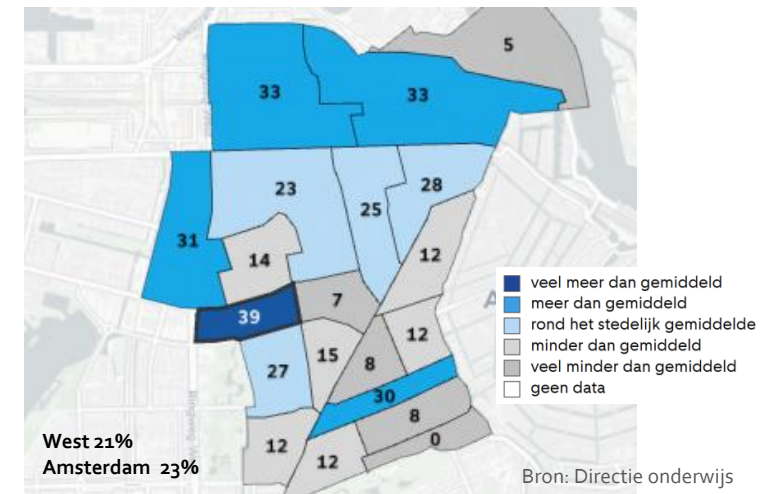 5
33
33
23
28
25
31
14
12
7
39
12
15
8
27
30
8
0
12
12
veel meer dan gemiddeld
meer dan gemiddeld
rond het stedelijk gemiddelde
minder dan gemiddeld
veel minder dan gemiddeld
geen data
A
Ringweg
West 21%
Amsterdam 23%
Bron: Directie onderwijs